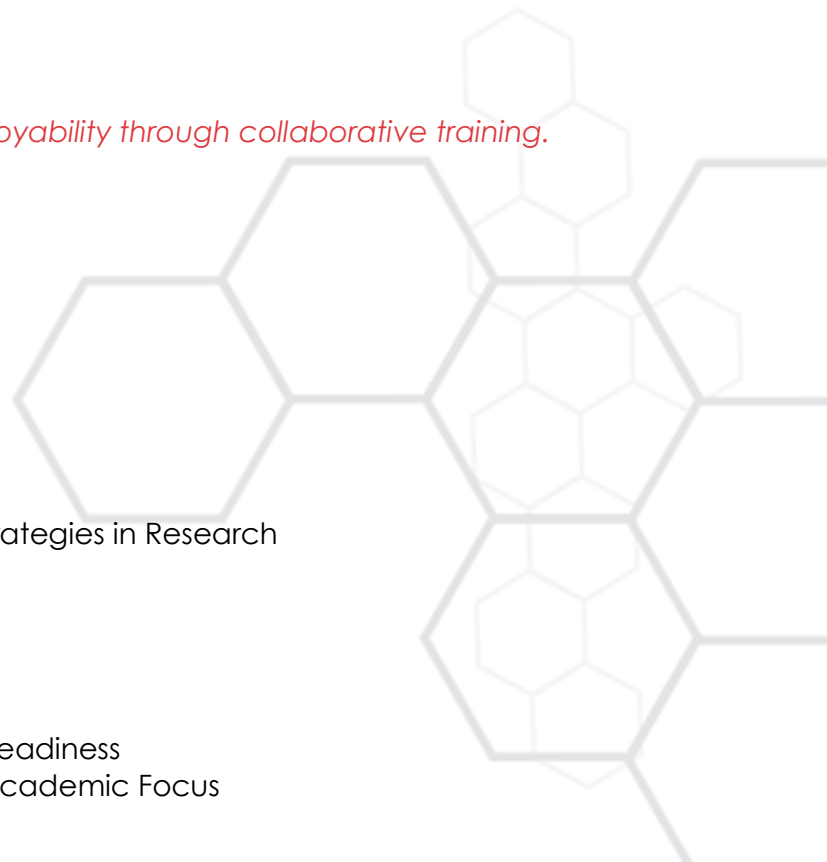 oyability through collaborative training.
ategies in Research
eadiness
cademic Focus